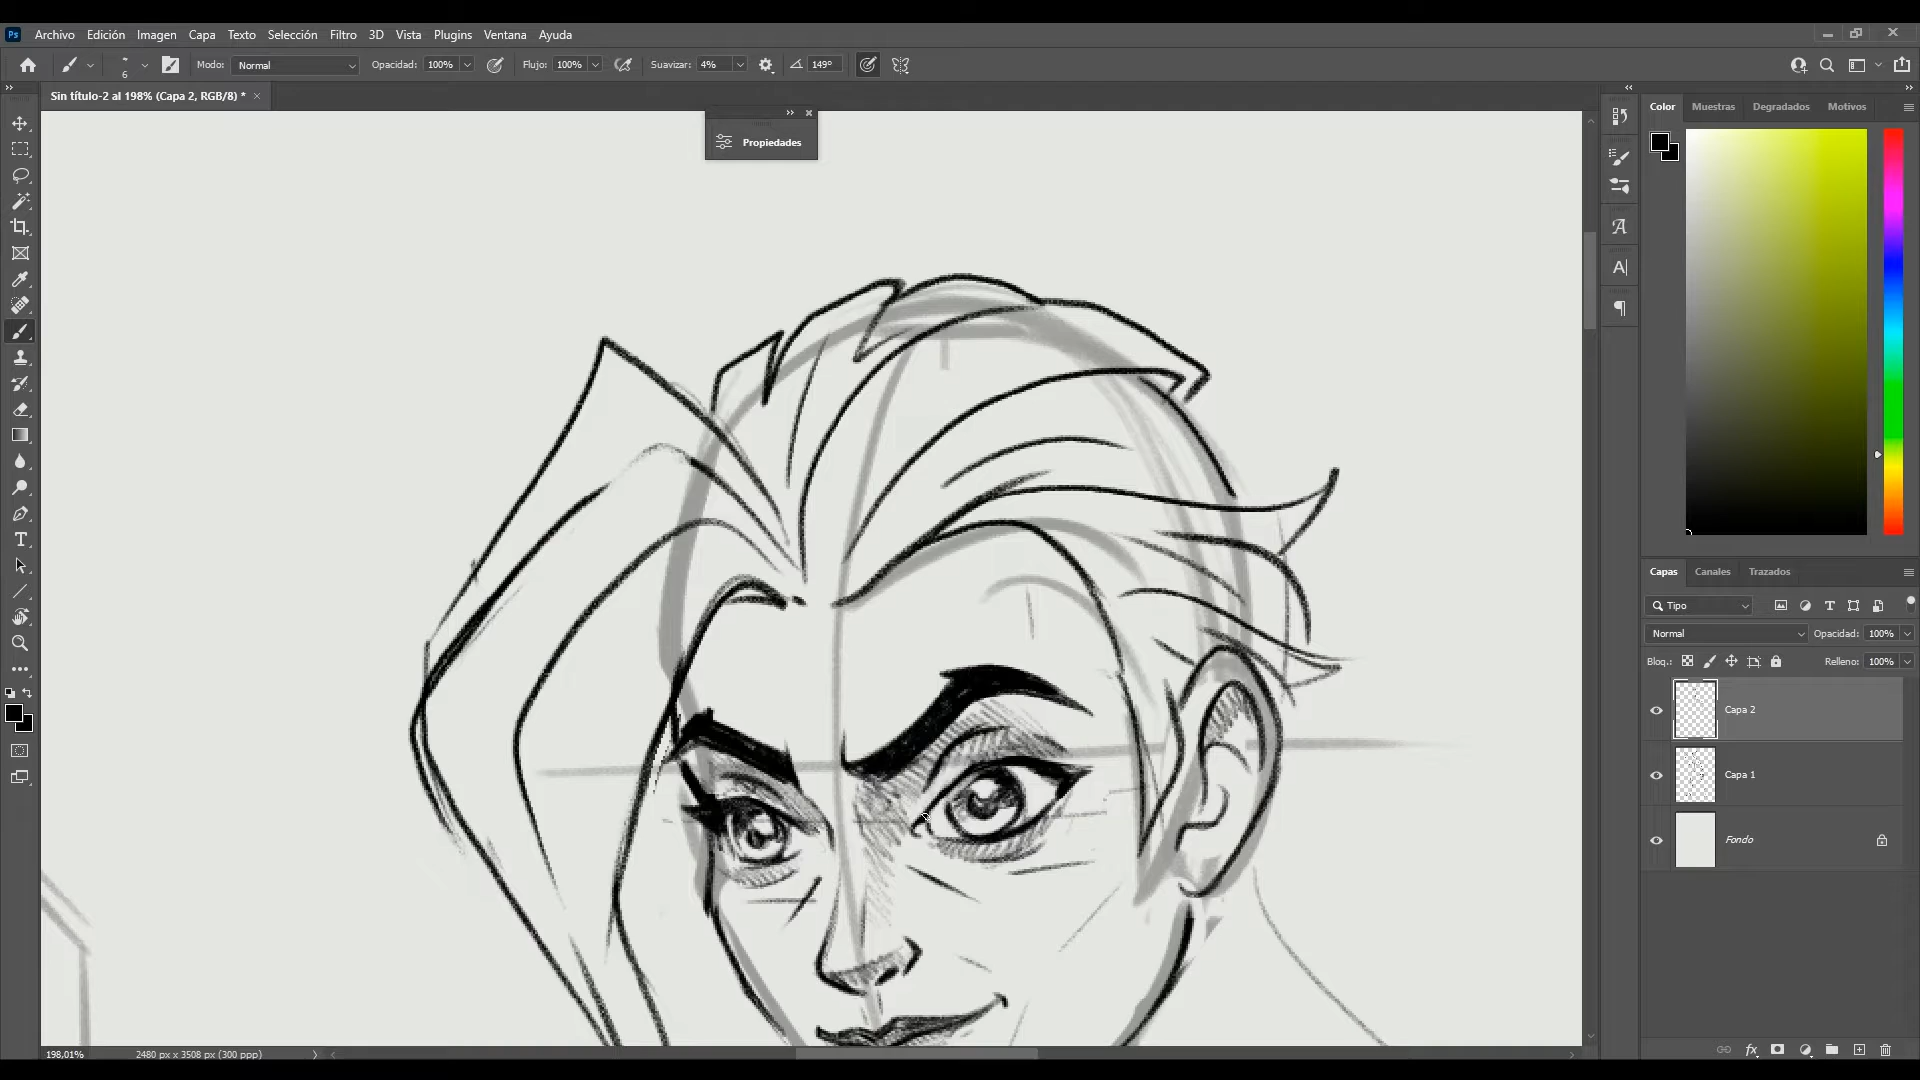 Ps Archivo Edición Imagen Capa Texto Selección Filtro 3D Vista Plugins Ventana Ayuda
6 Modo: Normal Opacidad: 100% Flujo: 100% Suavizar: 4% 149°
Sin título-2 al 198% (Capa 2, RGB/8) *
Propiedades
Color Muestras Degradados Motivos
Capas Canales Trazados
Tipo
Normal Opacidad: 100%
Bloq.: Relleno: 100%
Capa 2
Capa 1
Fondo
198,01% 2480 px x 3508 px (300 ppp)